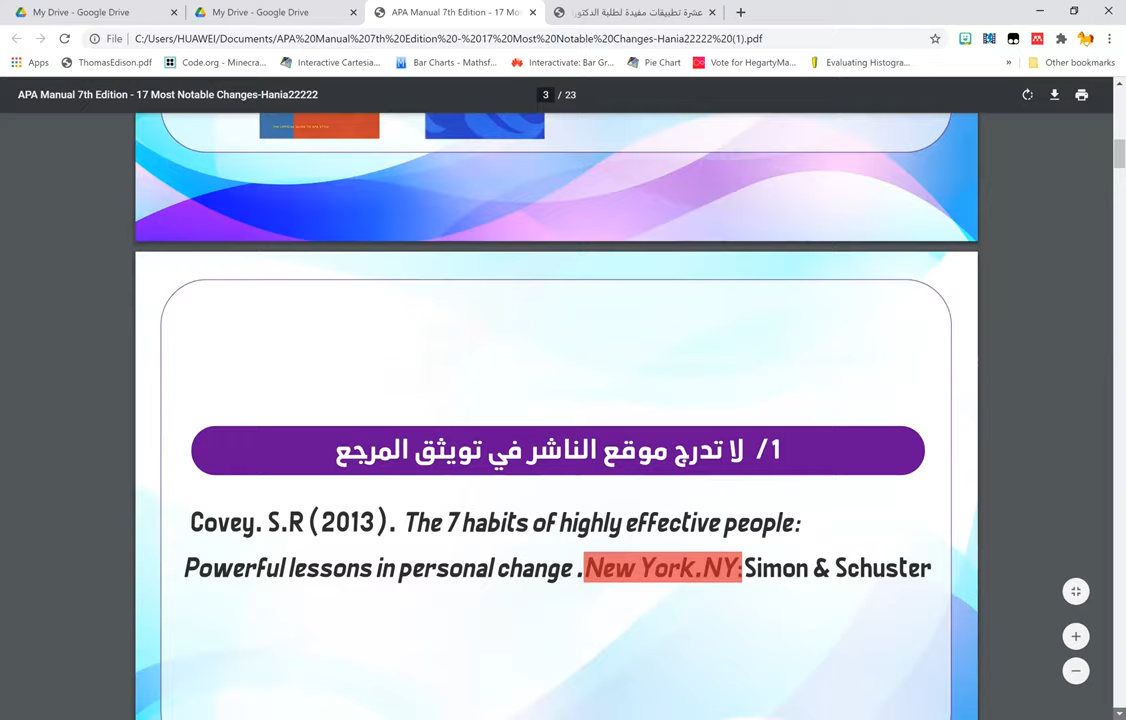 My Drive - Google Drive
My Drive - Google Drive
APA Manual 7th Edition - 17 Mos
عشرة تطبيقات مفيدة لطلبة الدكتور
File
C:/Users/HUAWEI/Documents/APA%20Manual%207th%20Edition%20-%2017%20Most%20Notable%20Changes-Hania22222%20(1).pdf
Apps
ThomasEdison.pdf
Code.org - Minecra...
Interactive Cartesia...
Bar Charts - Mathsf...
Interactivate: Bar Gr...
Pie Chart
Vote for HegartyMa...
Evaluating Histogra...
»
Other bookmarks
APA Manual 7th Edition - 17 Most Notable Changes-Hania22222
3 / 23
1/ لا تدرج موقع الناشر في تويثق المرجع
Covey. S.R (2013). The 7 habits of highly effective people:
Powerful lessons in personal change .New York.NY:Simon & Schuster